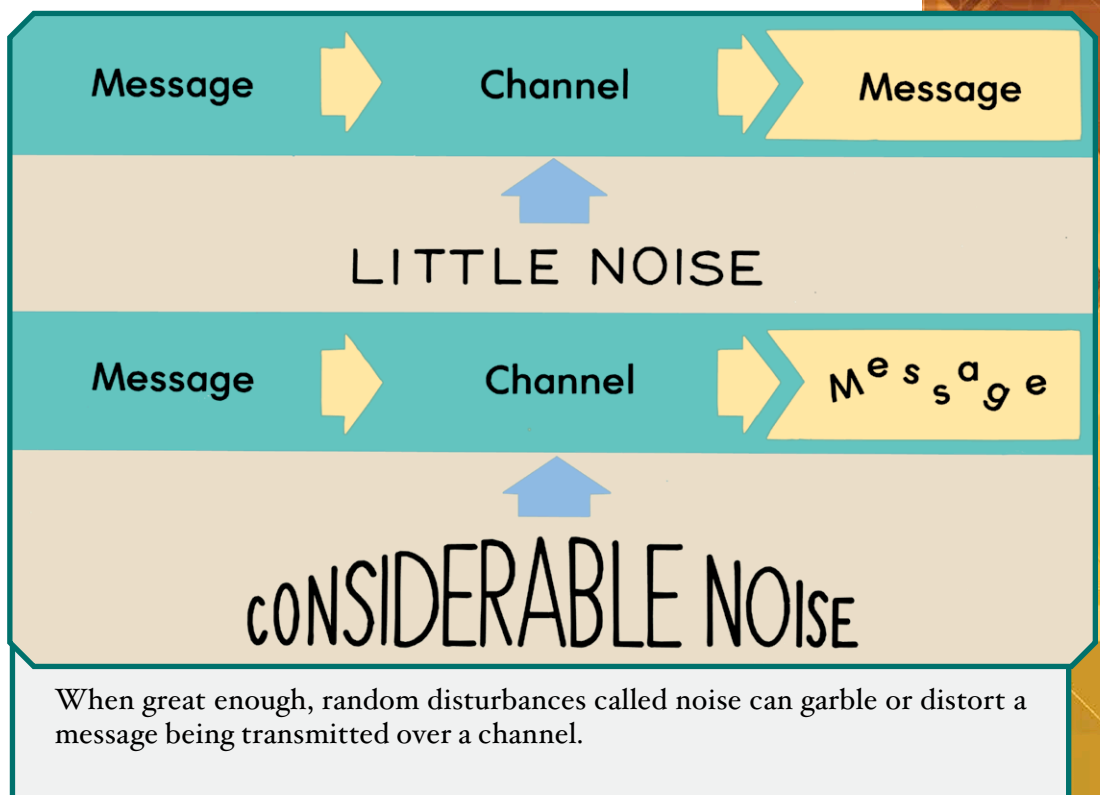 Message Channel Message
LITTLE NOISE
Message Channel Message
CONSIDERABLE NOISE
When great enough, random disturbances called noise can garble or distort a
message being transmitted over a channel.